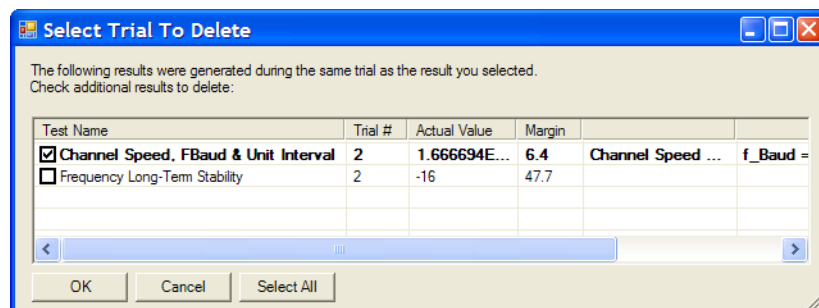 Select Trial To Delete
The following results were generated during the same trial as the result you selected.
Check additional results to delete:
Test Name Trial # Actual Value Margin
Channel Speed, FBaud & Unit Interval 2 1.666694E... 6.4 Channel Speed ... f_Baud =
Frequency Long-Term Stability 2 -16 47.7
OK Cancel Select All